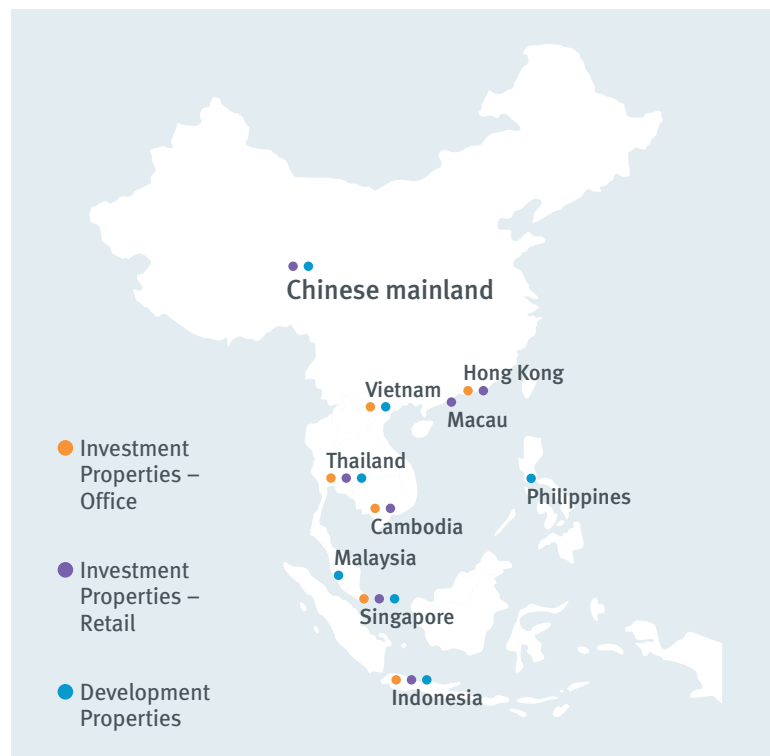 Chinese mainland
Hong Kong
Vietnam
Macau
Investment
Properties –
Office
Thailand
Philippines
Cambodia
Malaysia
Investment
Properties –
Retail
Singapore
Indonesia
Development
Properties